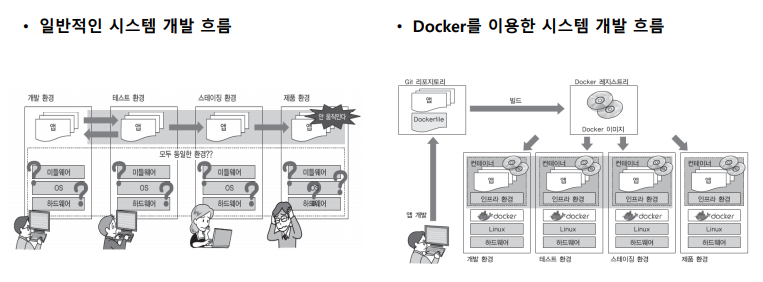 • 일반적인 시스템 개발 흐름
개발 환경 테스트 환경 스테이징 환경 제품 환경
앱 앱 앱 앱
안 움직인다
모두 동일한 환경??
? ? ? ? ? ? ? ?
미들웨어 미들웨어 미들웨어 미들웨어
OS OS OS OS
하드웨어 하드웨어 하드웨어 하드웨어
• Docker를 이용한 시스템 개발 흐름
Git 리포지토리 Docker 레지스트리
앱
Dockerfile
빌드
Docker 이미지
앱 개발
컨테이너 컨테이너 컨테이너 컨테이너
앱 앱 앱 앱
인프라 환경 인프라 환경 인프라 환경 인프라 환경
docker docker docker docker
Linux Linux Linux Linux
하드웨어 하드웨어 하드웨어 하드웨어
개발 환경 테스트 환경 스테이징 환경 제품 환경